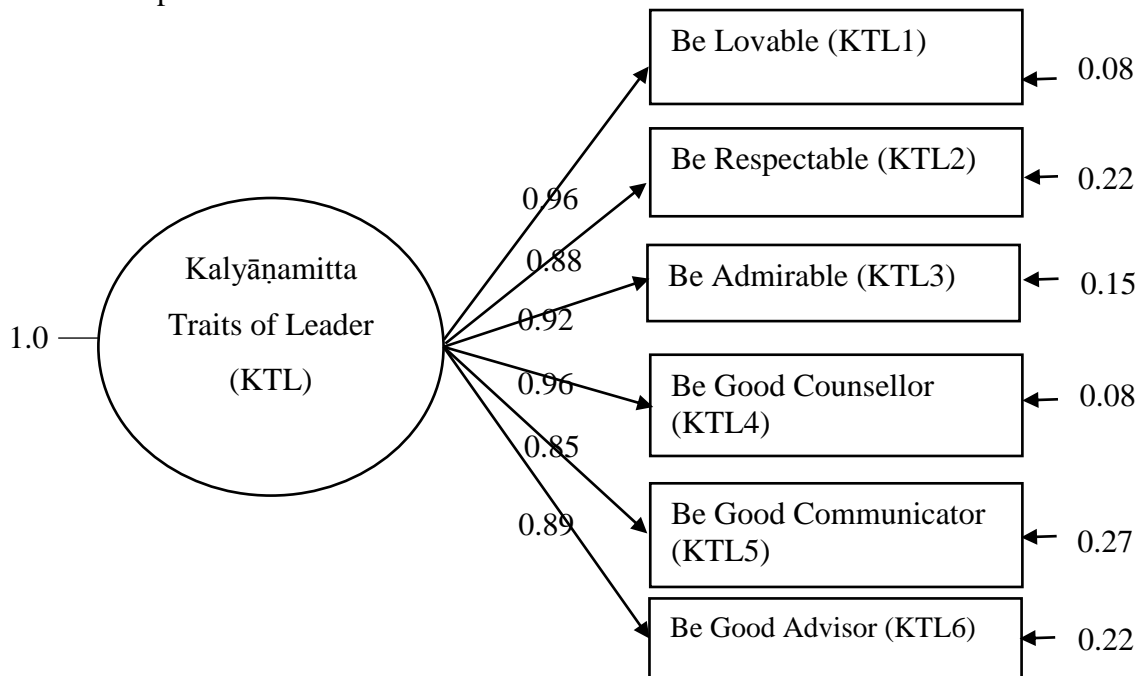 Be Lovable (KTL1)
0.08
Be Respectable (KTL2)
0.22
0.96
Kalyāṇamitta
Traits of Leader
(KTL)
1.0
0.88
Be Admirable (KTL3)
0.15
0.92
Be Good Counsellor
(KTL4)
0.08
0.96
0.85
Be Good Communicator
(KTL5)
0.27
0.89
Be Good Advisor (KTL6)
0.22